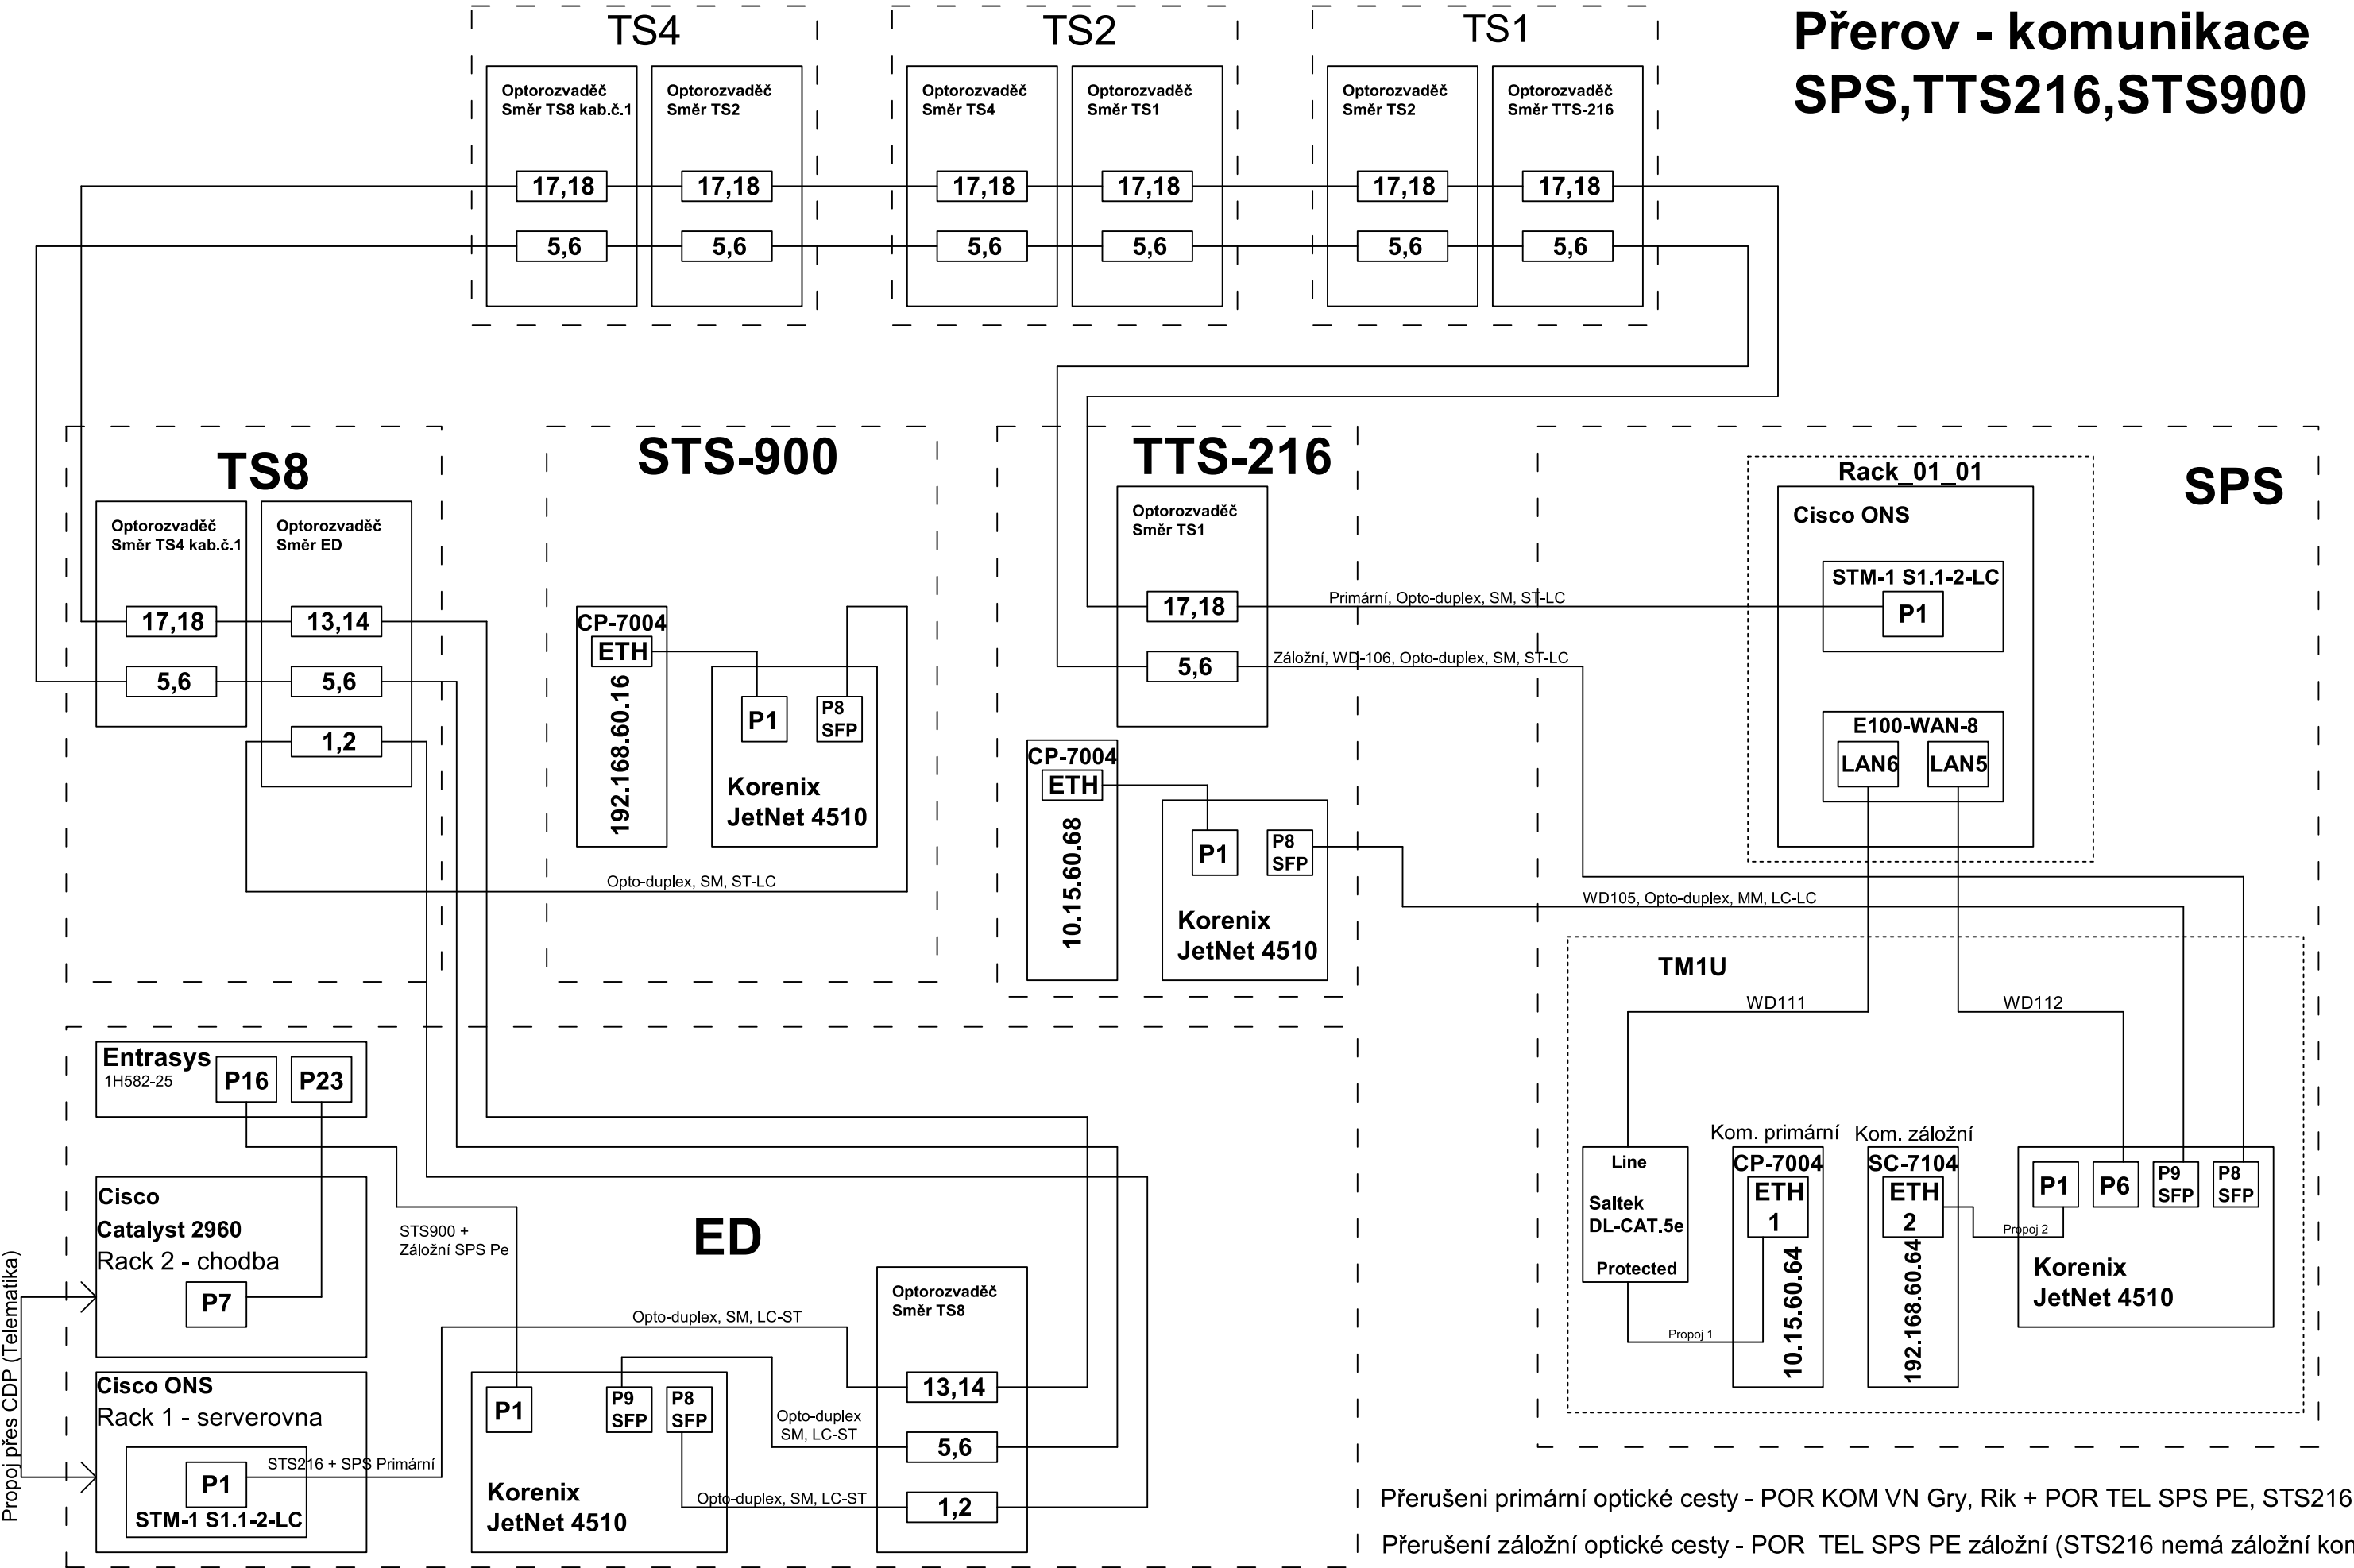 TS4
TS2
TS1
Přerov - komunikace
SPS,TTS216,STS900
Optorozvaděč
Směr TS8 kab.č.1
Optorozvaděč
Směr TS2
Optorozvaděč
Směr TS4
Optorozvaděč
Směr TS1
Optorozvaděč
Směr TS2
Optorozvaděč
Směr TTS-216
17,18
17,18
17,18
17,18
17,18
17,18
5,6
5,6
5,6
5,6
5,6
5,6
TS8
Optorozvaděč
Směr TS4 kab.č.1
Optorozvaděč
Směr ED
17,18
13,14
5,6
5,6
1,2
STS-900
CP-7004
ETH
192.168.60.16
P1
P8
SFP
Korenix
JetNet 4510
Opto-duplex, SM, ST-LC
TTS-216
Optorozvaděč
Směr TS1
17,18
5,6
Primární, Opto-duplex, SM, ST-LC
Záložní, WD-106, Opto-duplex, SM, ST-LC
CP-7004
ETH
10.15.60.68
P1
P8
SFP
Korenix
JetNet 4510
SPS
Rack_01_01
Cisco ONS
STM-1 S1.1-2-LC
P1
E100-WAN-8
LAN6
LAN5
WD105, Opto-duplex, MM, LC-LC
TM1U
WD111
WD112
Line
Saltek
DL-CAT.5e
Protected
Propoj 1
Kom. primární
CP-7004
ETH
1
10.15.60.64
Kom. záložní
SC-7104
ETH
2
192.168.60.64
Propoj 2
P1
P6
P9
SFP
P8
SFP
Korenix
JetNet 4510
Entrasys
1H582-25
P16
P23
Cisco
Catalyst 2960
Rack 2 - chodba
P7
STS900 +
Záložní SPS Pe
ED
Propoj přes CDP (Telematika)
Cisco ONS
Rack 1 - serverovna
P1
STM-1 S1.1-2-LC
STS216 + SPS Primární
P1
P9
SFP
P8
SFP
Korenix
JetNet 4510
Opto-duplex, SM, LC-ST
Opto-duplex
SM, LC-ST
Opto-duplex, SM, LC-ST
Optorozvaděč
Směr TS8
13,14
5,6
1,2
Přerušeni primární optické cesty - POR KOM VN Gry, Rik + POR TEL SPS PE, STS216
Přerušení záložní optické cesty - POR TEL SPS PE záložní (STS216 nemá záložní kom